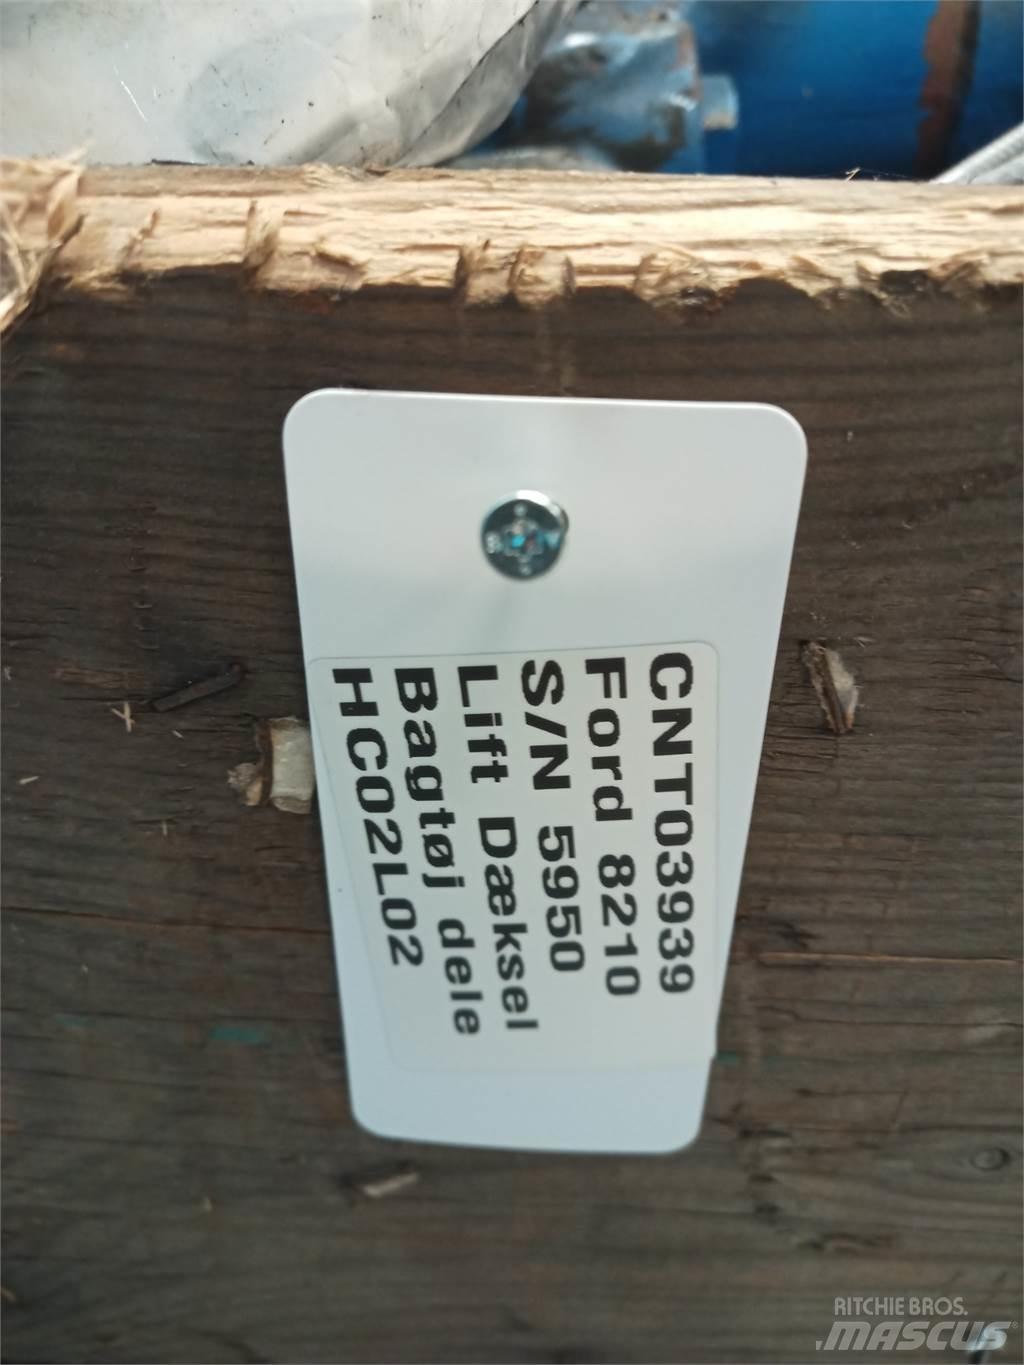 CNT03939
Ford 8210
S/N 5950
Lift Dæksel
Bagtøj dele
HC02L02
RITCHIE BROS.
MASCUS